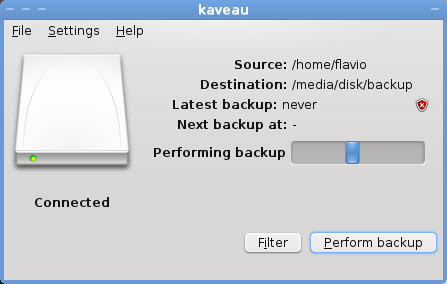 kaveau
File Settings Help
Source: /home/flavio
Destination: /media/disk/backup
Latest backup: never
Next backup at: -
Performing backup
Connected
Filter Perform backup